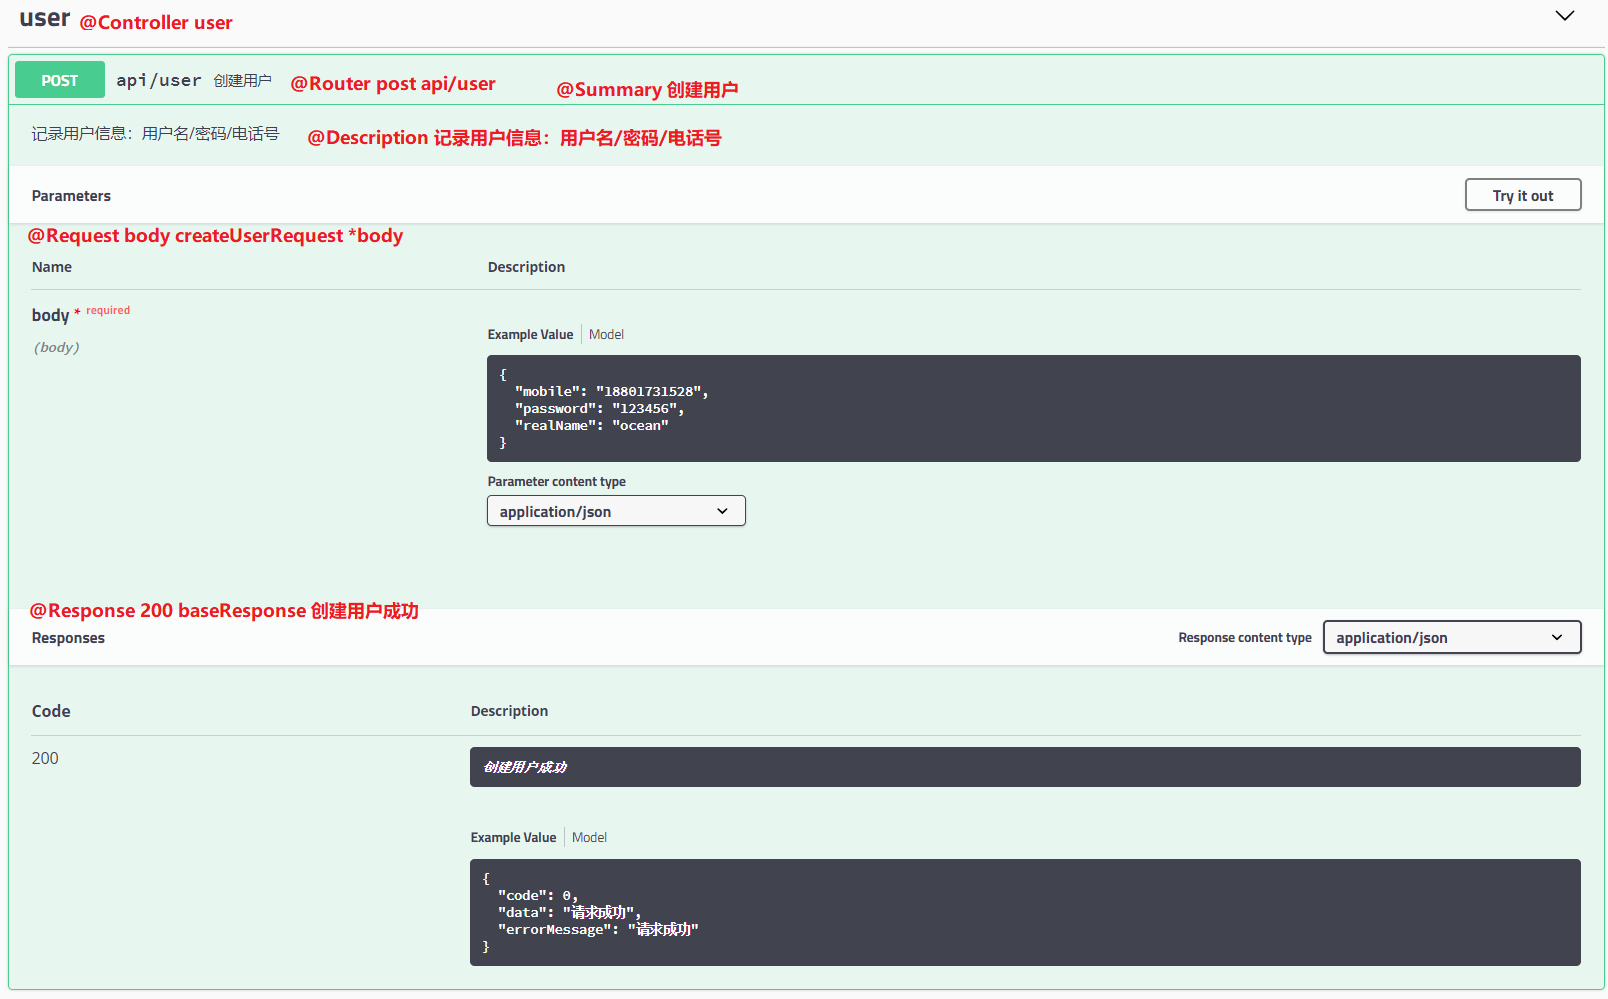 user @Controller user
POST api/user 创建用户 @Router post api/user @Summary 创建用户
记录用户信息：用户名/密码/电话号 @Description 记录用户信息：用户名/密码/电话号
Parameters Try it out
@Request body createUserRequest *body
Name Description
body * required
(body)
Example Value Model
{
"mobile": "18801731528",
"password": "123456",
"realName": "ocean"
}
Parameter content type
application/json
@Response 200 baseResponse 创建用户成功
Responses Response content type application/json
Code Description
200 创建用户成功
Example Value Model
{
"code": 0,
"data": "请求成功",
"errorMessage": "请求成功"
}